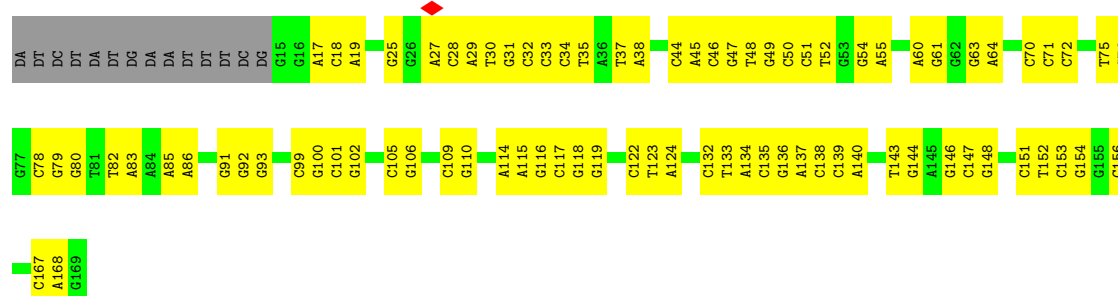 DA DT DC DT DA DT DG DA DA DT DT DT DC DG G15 G16 A17 C18 A19 G25 G26 A27 C28 A29 T30 G31 C32 C33 C34 T35 A36 T37 A38 C44 A45 C46 G47 T48 G49 C50 C51 T52 G53 G54 A55 A60 G61 G62 G63 A64 C70 C71 C72 T75
G77 C78 G79 G80 T81 T82 A83 A84 A85 A86 G91 G92 G93 C99 G100 C101 G102 C105 G106 C109 G110 A114 A115 G116 C117 G118 G119 C122 T123 A124 C132 T133 A134 C135 G136 A137 C138 C139 A140 T143 G144 A145 G146 C147 G148 C151 T152 C153 G154 G155 C156
C167 A168 G169